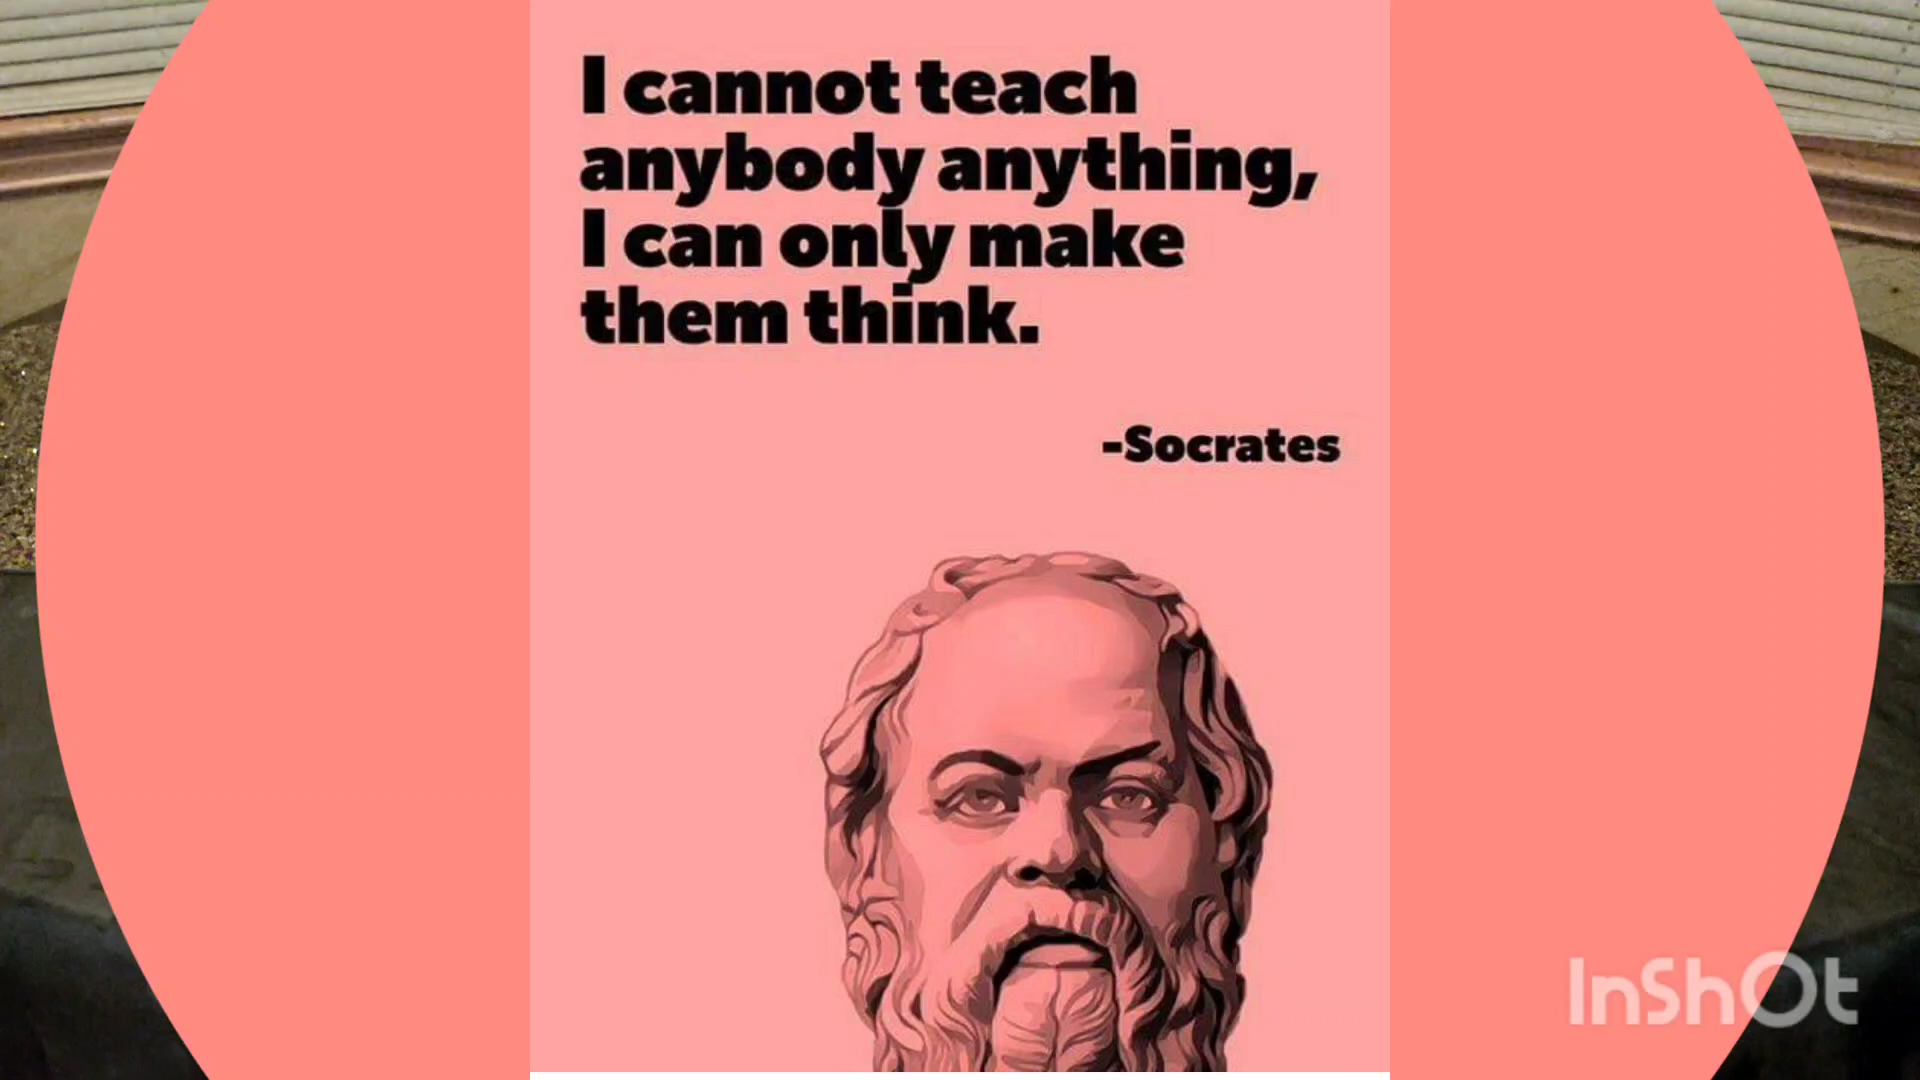 I cannot teach
anybody anything,
I can only make
them think.
-Socrates
InShOt